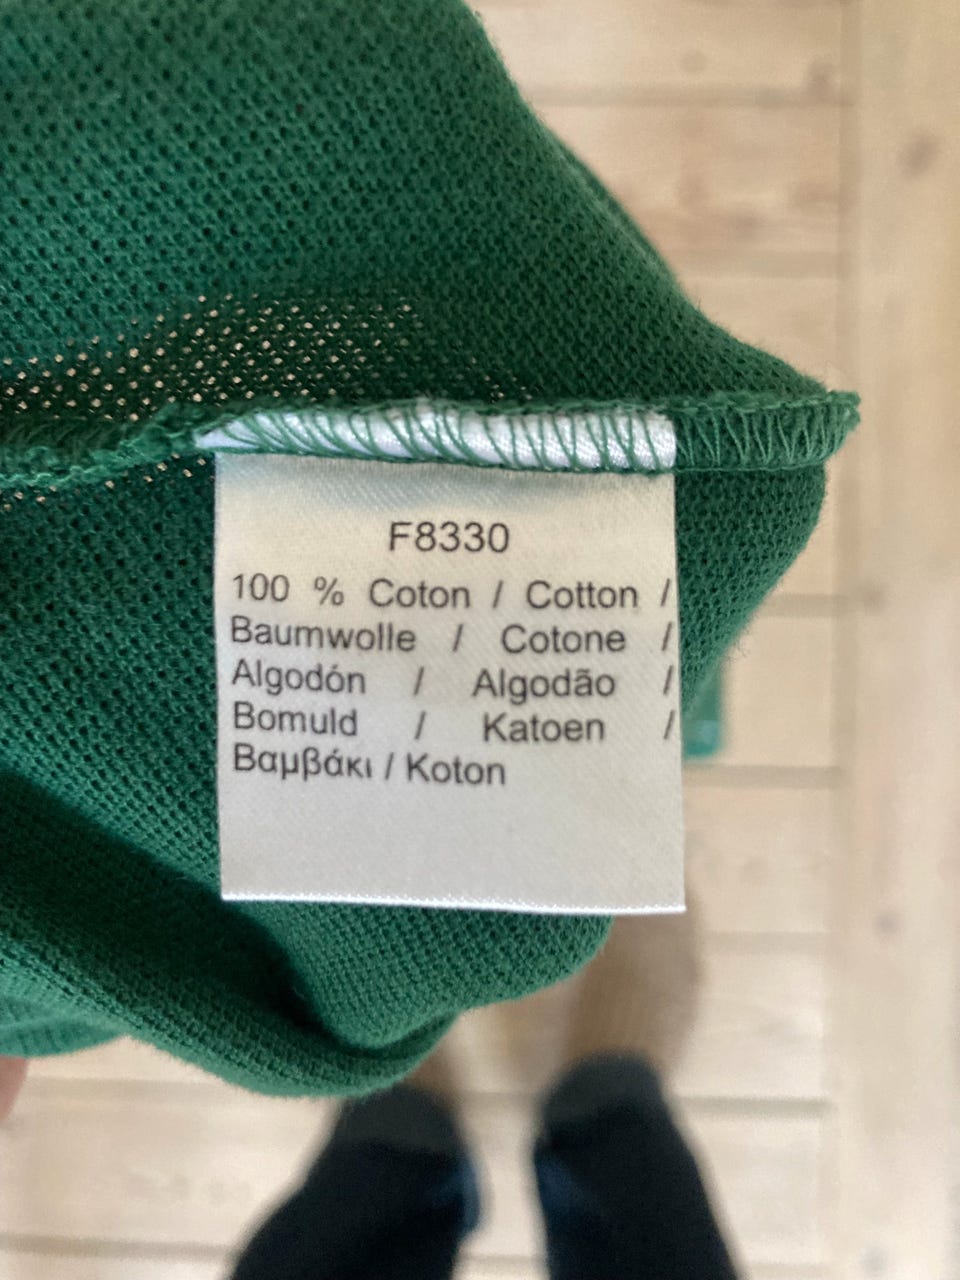 F8330
100 % Coton / Cotton /
Baumwolle / Cotone /
Algodón / Algodão /
Bomuld / Katoen /
Βαμβάκι / Koton